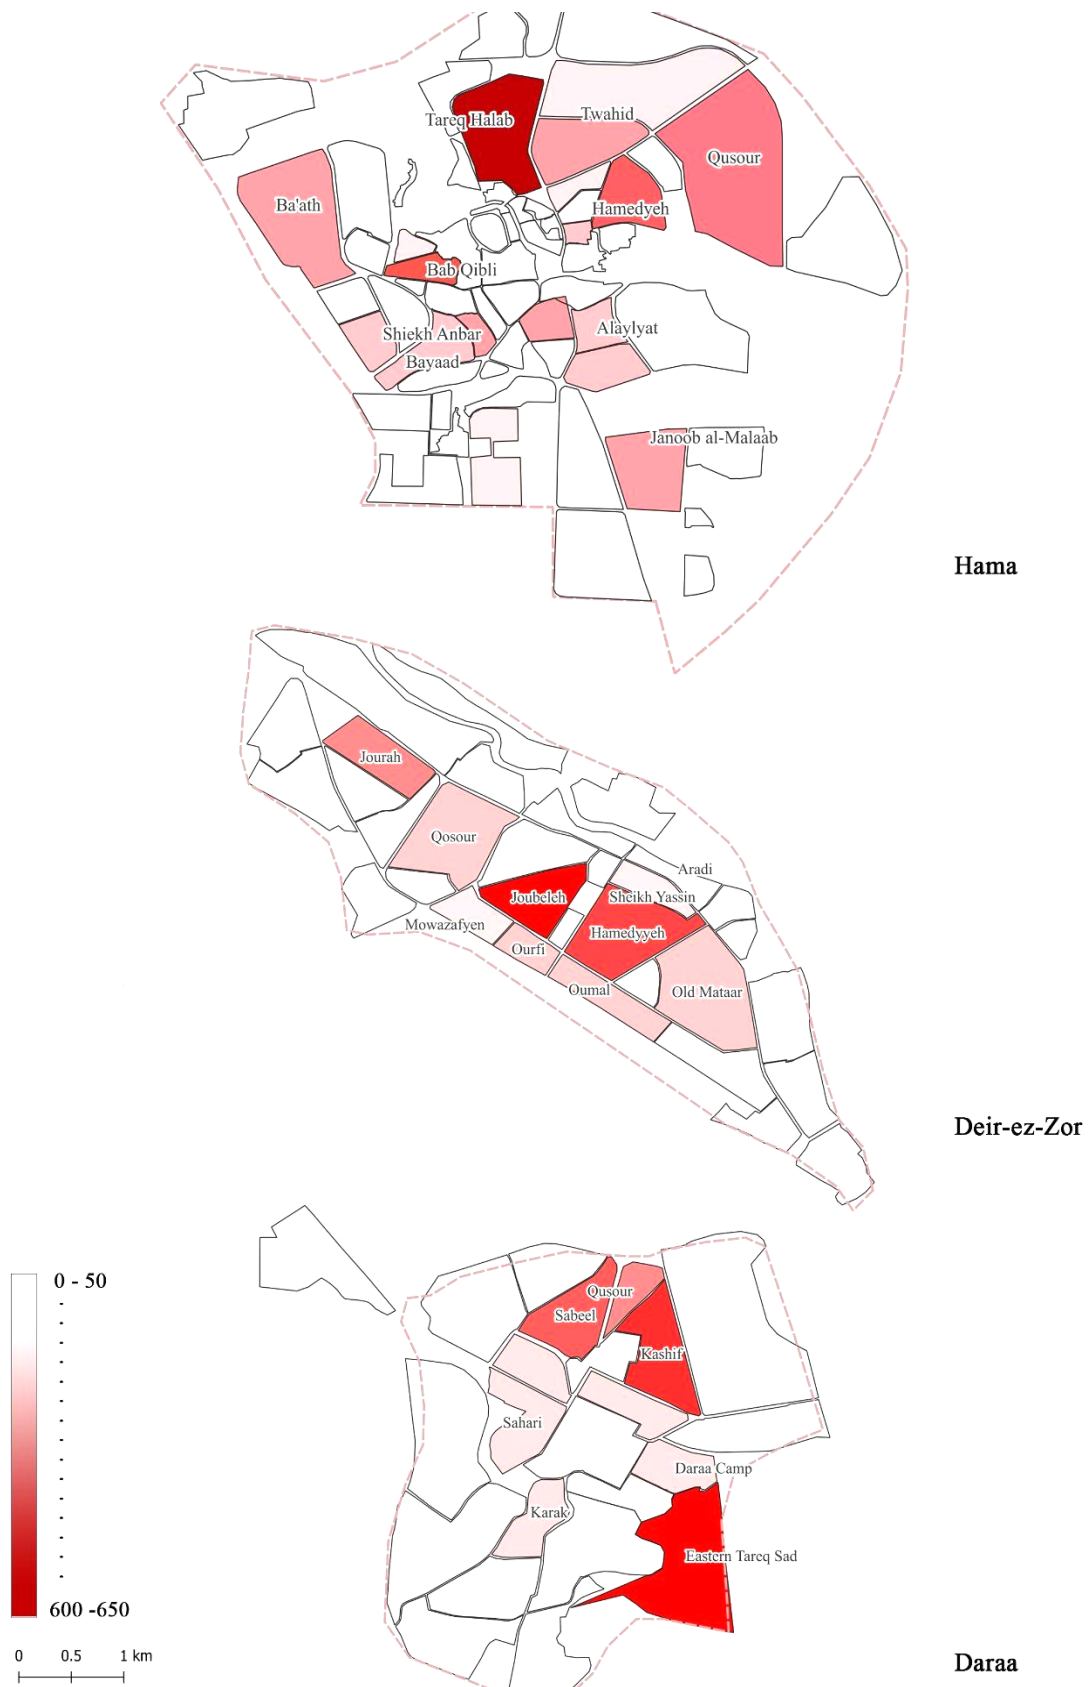 Twahid
Tareq Halab
Qusour
Ba'ath
Hamedyeh
Bab Qibli
Shiekh Anbar
Alaylyat
Bayaad
Janoob al-Malaab
Hama
Jourah
Qosour
Aradi
Joubeleh
Sheikh Yassin
Mowazafyen
Hamedyyeh
Ourfi
Oumal
Old Mataar
Deir-ez-Zor
0 - 50
Qusour
Sabeel
Kashif
Sahari
Daraa Camp
Karak
Eastern Tareq Sad
600 -650
0 0.5 1 km
Daraa